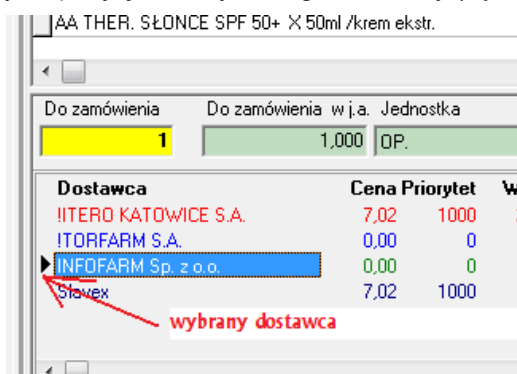 AA THER. SŁOŃCE SPF 50+ X 50ml /krem ekstr.
Do zamówienia Do zamówienia w j.a. Jednostka
1 1,000 OP.
Dostawca Cena Priorytet
!ITERO KATOWICE S.A. 7,02 1000
!TORFARM S.A. 0,00 0
INFOFARM Sp. z o.o. 0,00 0
Slavex 7,02 1000
wybrany dostawca